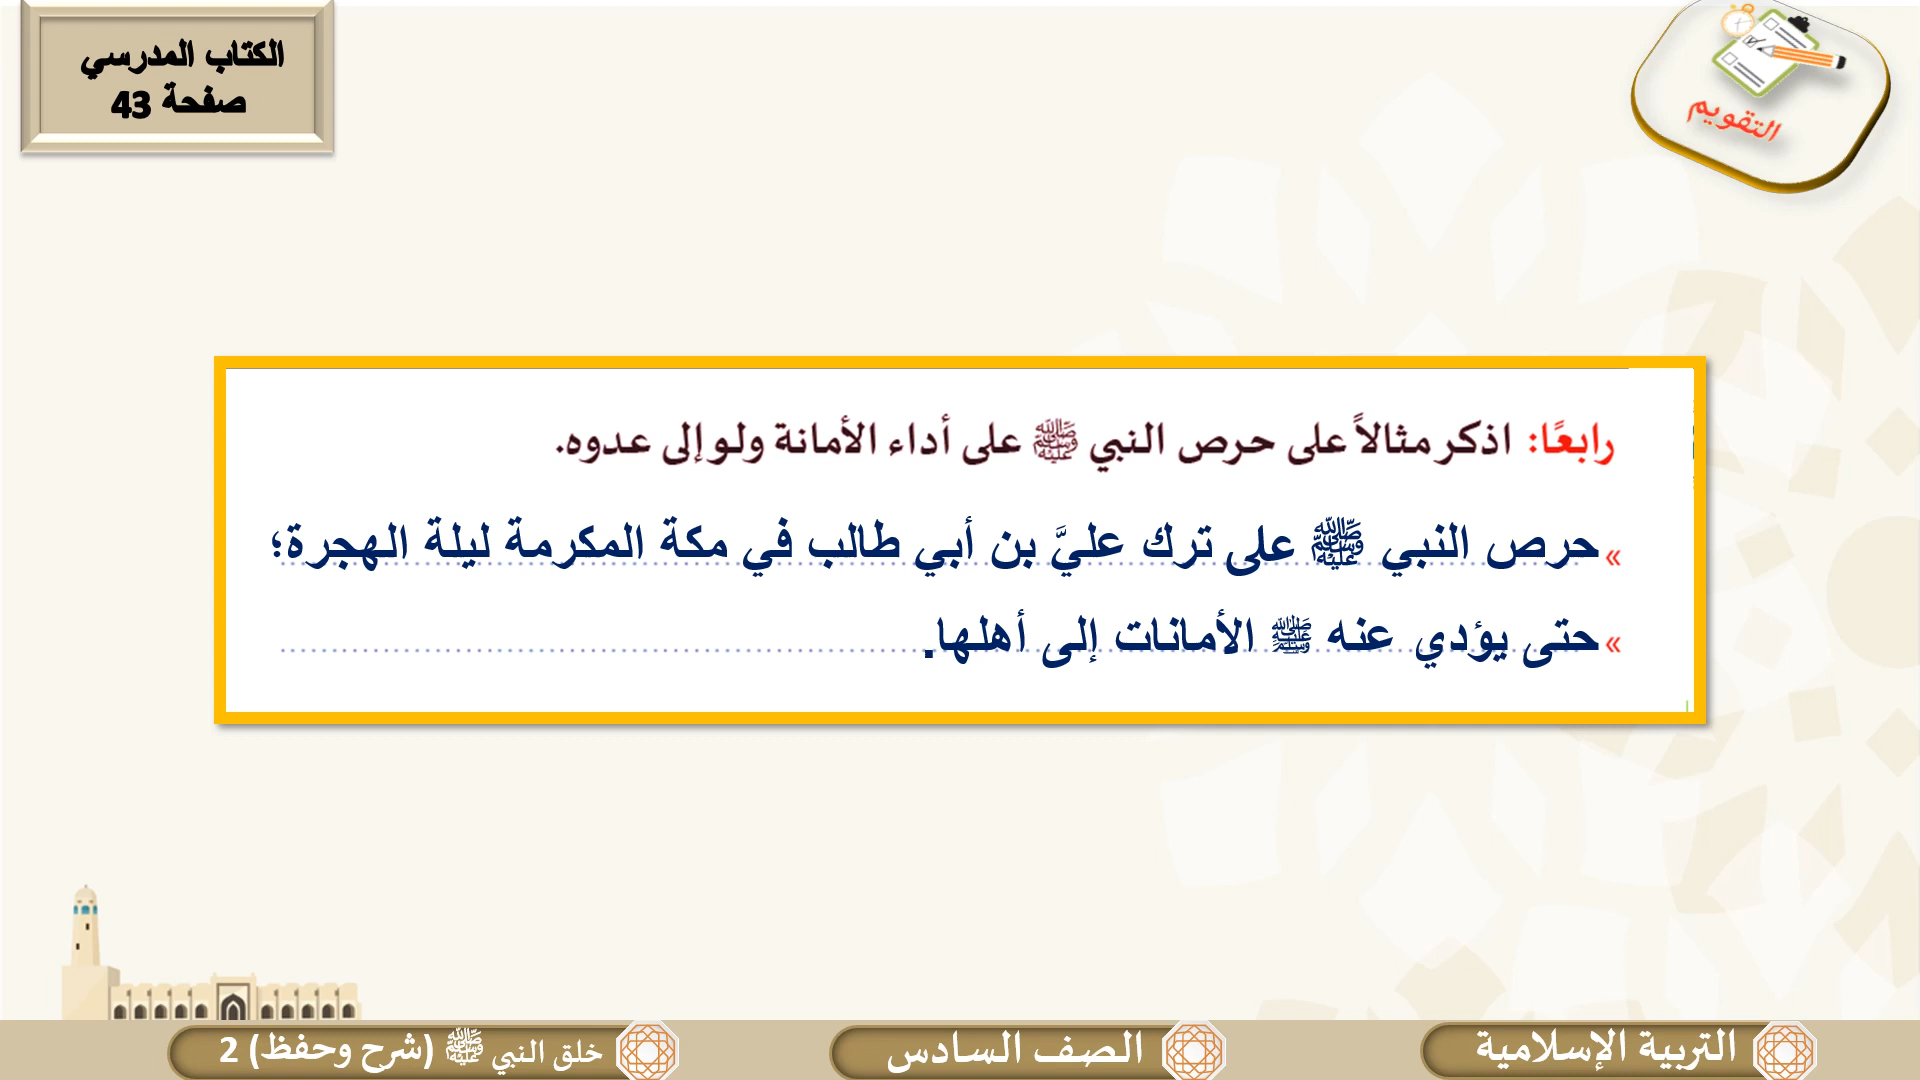 التقويم
الكتاب المدرسي
صفحة 43
رابعًا: اذكر مثالاً على حرص النبي ﷺ على أداء الأمانة ولو إلى عدوه.
» حرص النبي ﷺ على ترك عليَّ بن أبي طالب في مكة المكرمة ليلة الهجرة؛
» حتى يؤدي عنه ﷺ الأمانات إلى أهلها.
التربية الإسلامية
الصف السادس
خلق النبي ﷺ (شرح وحفظ) 2